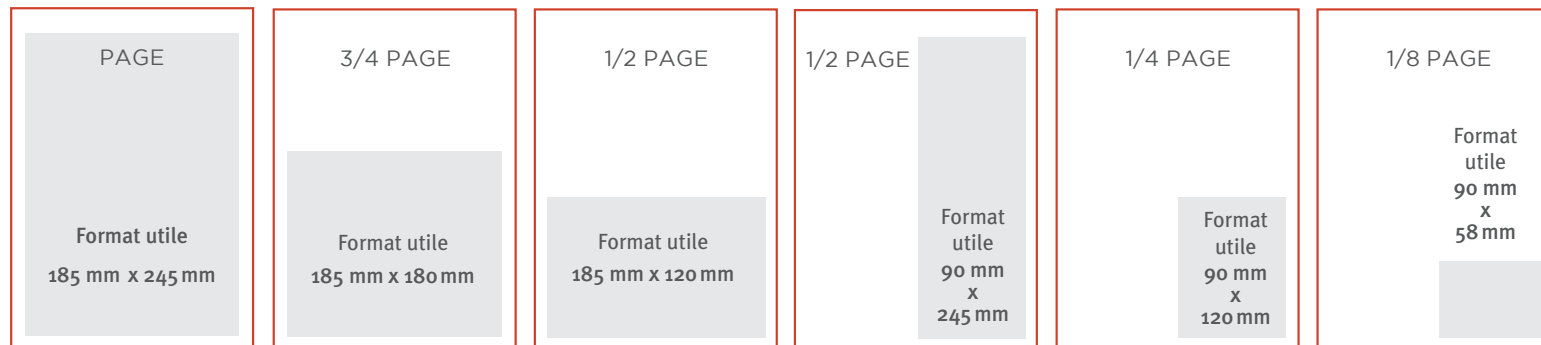 PAGE
Format utile
185 mm x 245 mm
3/4 PAGE
Format utile
185 mm x 180 mm
1/2 PAGE
Format utile
185 mm x 120 mm
1/2 PAGE
Format
utile
90 mm
x
245 mm
1/4 PAGE
Format
utile
90 mm
x
120 mm
1/8 PAGE
Format
utile
90 mm
x
58 mm